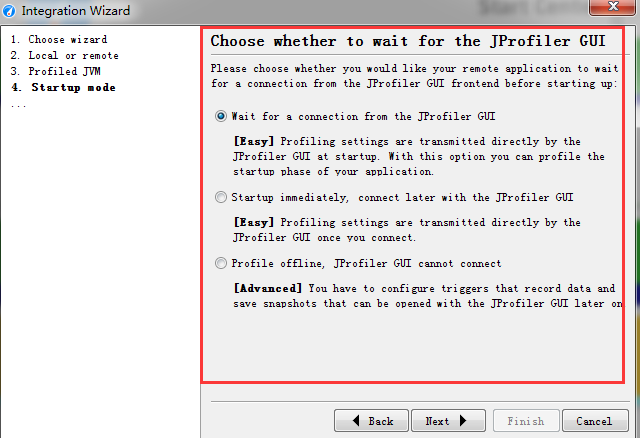 Start Center
Integration Wizard
1. Choose wizard
2. Local or remote
3. Profiled JVM
4. Startup mode
...
Choose whether to wait for the JProfiler GUI
Please choose whether you would like your remote application to wait
for a connection from the JProfiler GUI frontend before starting up:
Wait for a connection from the JProfiler GUI
[Easy] Profiling settings are transmitted directly by the
JProfiler GUI at startup. With this option you can profile the
startup phase of your application.
Startup immediately, connect later with the JProfiler GUI
[Easy] Profiling settings are transmitted directly by the
JProfiler GUI once you connect.
Profile offline, JProfiler GUI cannot connect
[Advanced] You have to configure triggers that record data and
save snapshots that can be opened with the JProfiler GUI later on
Back
Next
Finish
Cancel